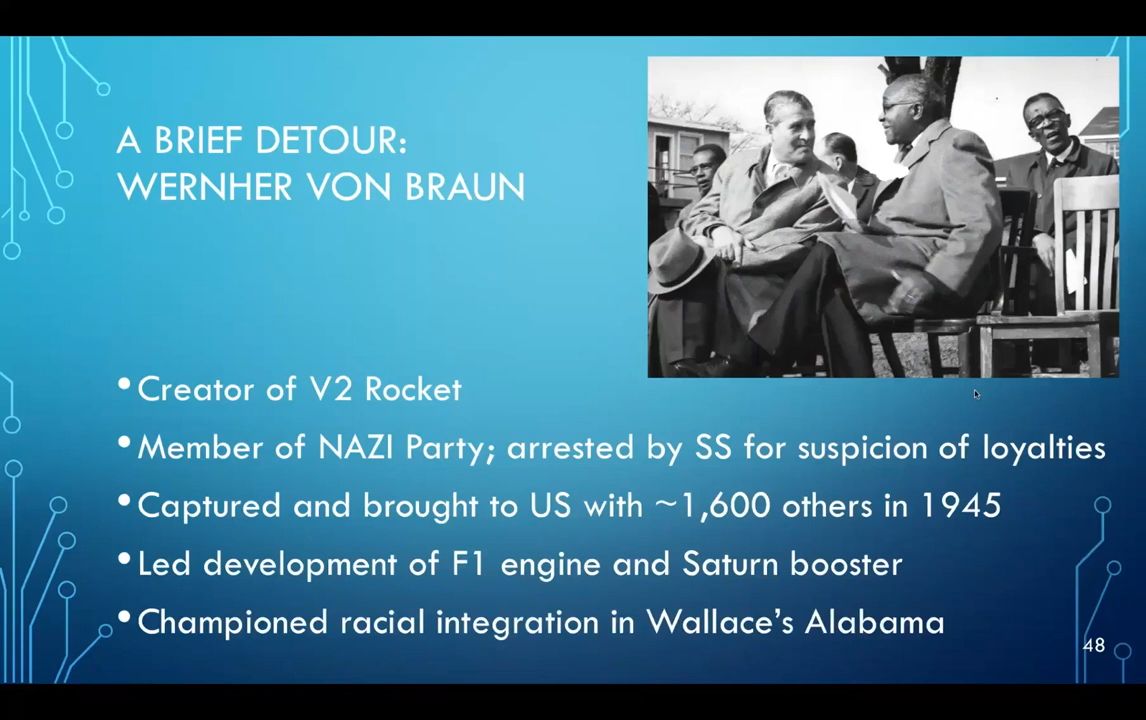 A BRIEF DETOUR:
WERNHER VON BRAUN
• Creator of V2 Rocket
• Member of NAZI Party; arrested by SS for suspicion of loyalties
• Captured and brought to US with ~1,600 others in 1945
• Led development of F1 engine and Saturn booster
• Championed racial integration in Wallace’s Alabama
48